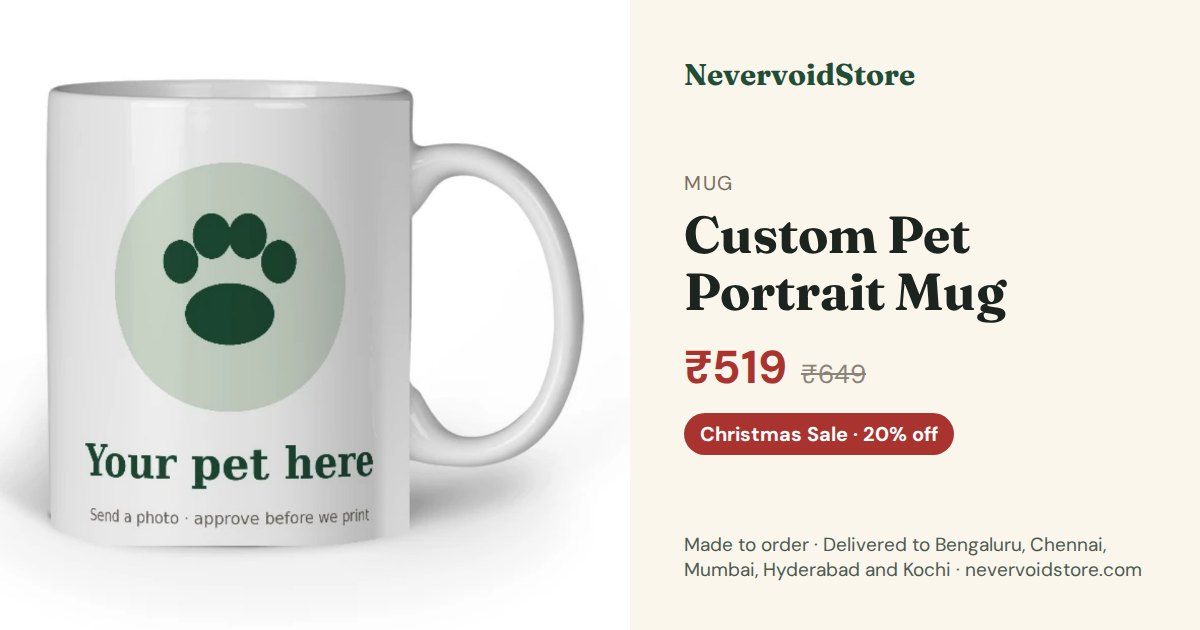 Your pet here
Send a photo · approve before we print
NevervoidStore
MUG
Custom Pet
Portrait Mug
₹519 ₹649
Christmas Sale · 20% off
Made to order · Delivered to Bengaluru, Chennai,
Mumbai, Hyderabad and Kochi · nevervoidstore.com